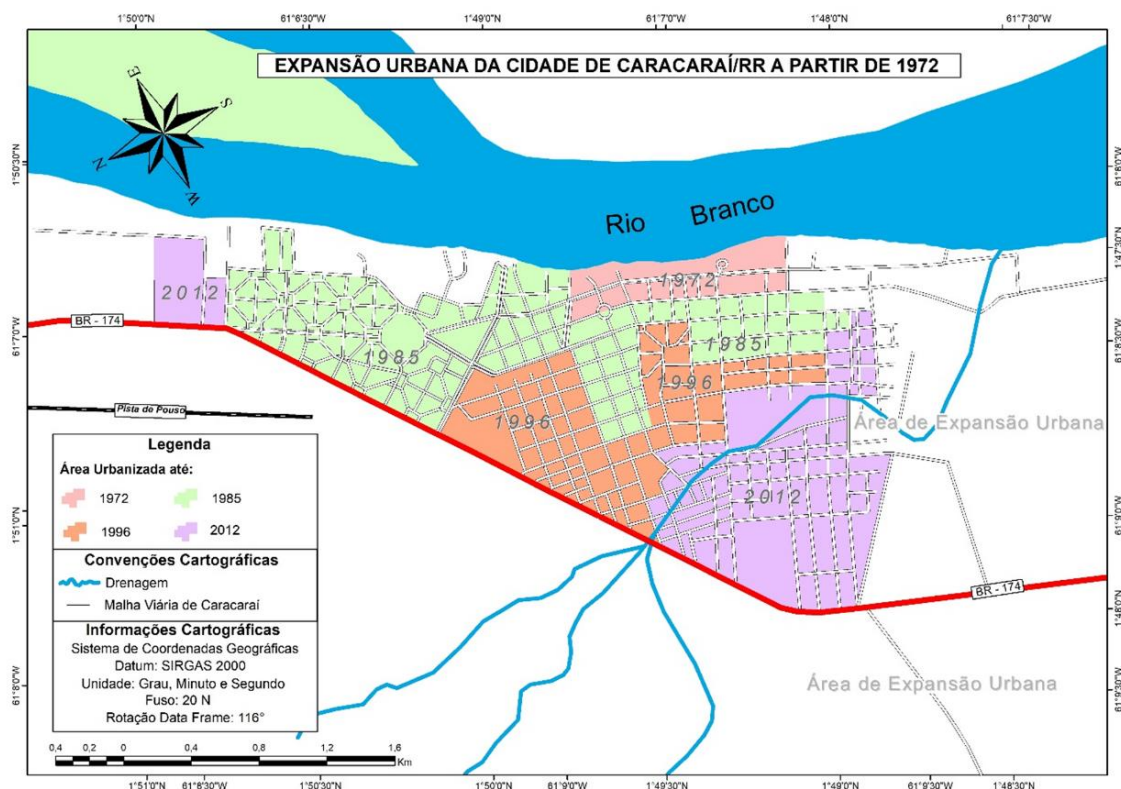 1°50'0"N
61°6'30"W
1°49'0"N
61°7'0"W
1°48'0"N
61°7'30"W
EXPANSÃO URBANA DA CIDADE DE CARACARAÍ/RR A PARTIR DE 1972
E
S
N
W
1°50'30"N
61°8'0"W
Rio Branco
1°47'30"N
1972
2012
BR - 174
61°7'0"W
1985
1985
61°8'30"W
1996
1996
Pista de Pouso
Área de Expansão Urbana
Legenda
Área Urbanizada até:
1972
1985
1996
2012
2012
1°51'0"N
61°9'0"W
Convenções Cartográficas
Drenagem
Malha Viária de Caracaraí
BR - 174
1°48'0"N
Informações Cartográficas
Sistema de Coordenadas Geográficas
Datum: SIRGAS 2000
Unidade: Grau, Minuto e Segundo
Fuso: 20 N
Rotação Data Frame: 116°
61°8'0"W
Área de Expansão Urbana
61°9'30"W
0,4 0,2 0 0,4 0,8 1,2 1,6
Km
1°51'0"N
61°8'30"W
1°50'30"N
1°50'0"N
61°9'0"W
1°49'30"N
1°49'0"N
61°9'30"W
1°48'30"N